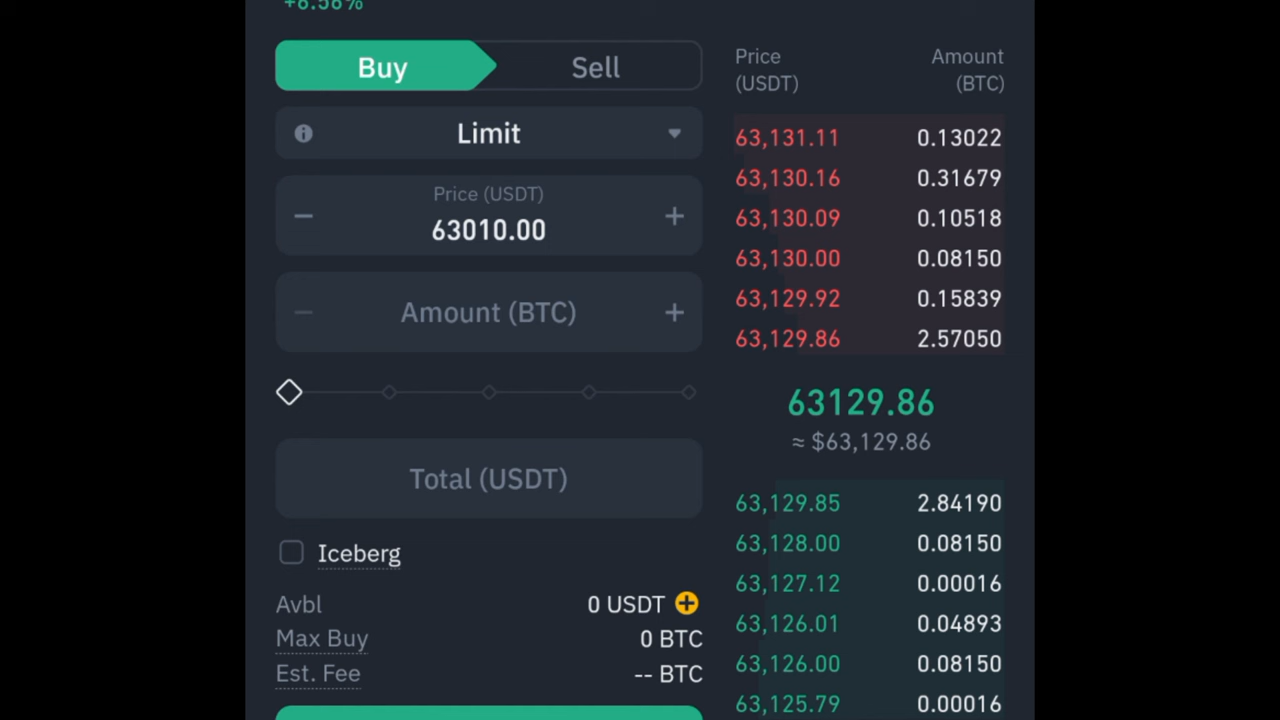 +6.56%
Buy
Sell
Limit
Price (USDT)
63010.00
Amount (BTC)
Total (USDT)
Iceberg
Avbl 0 USDT
Max Buy 0 BTC
Est. Fee -- BTC
Price Amount
(USDT) (BTC)
63,131.11 0.13022
63,130.16 0.31679
63,130.09 0.10518
63,130.00 0.08150
63,129.92 0.15839
63,129.86 2.57050
63129.86
≈ $63,129.86
63,129.85 2.84190
63,128.00 0.08150
63,127.12 0.00016
63,126.01 0.04893
63,126.00 0.08150
63,125.79 0.00016